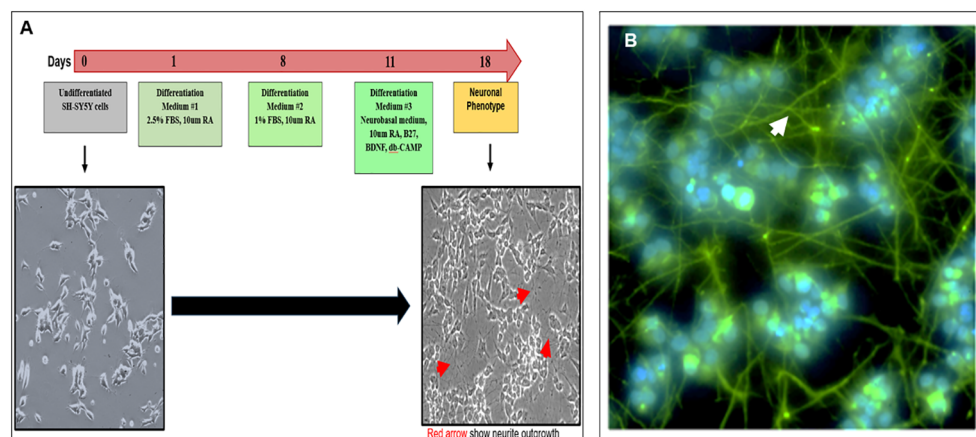 A
Days 0 1 8 11 18
Undifferentiated
SH-SY5Y cells
Differentiation
Medium #1
2.5% FBS, 10um RA
Differentiation
Medium #2
1% FBS, 10um RA
Differentiation
Medium #3
Neurobasal medium,
10um RA, B27,
BDNF, db-CAMP
Neuronal
Phenotype
Red arrow show neurite outgrowth
B